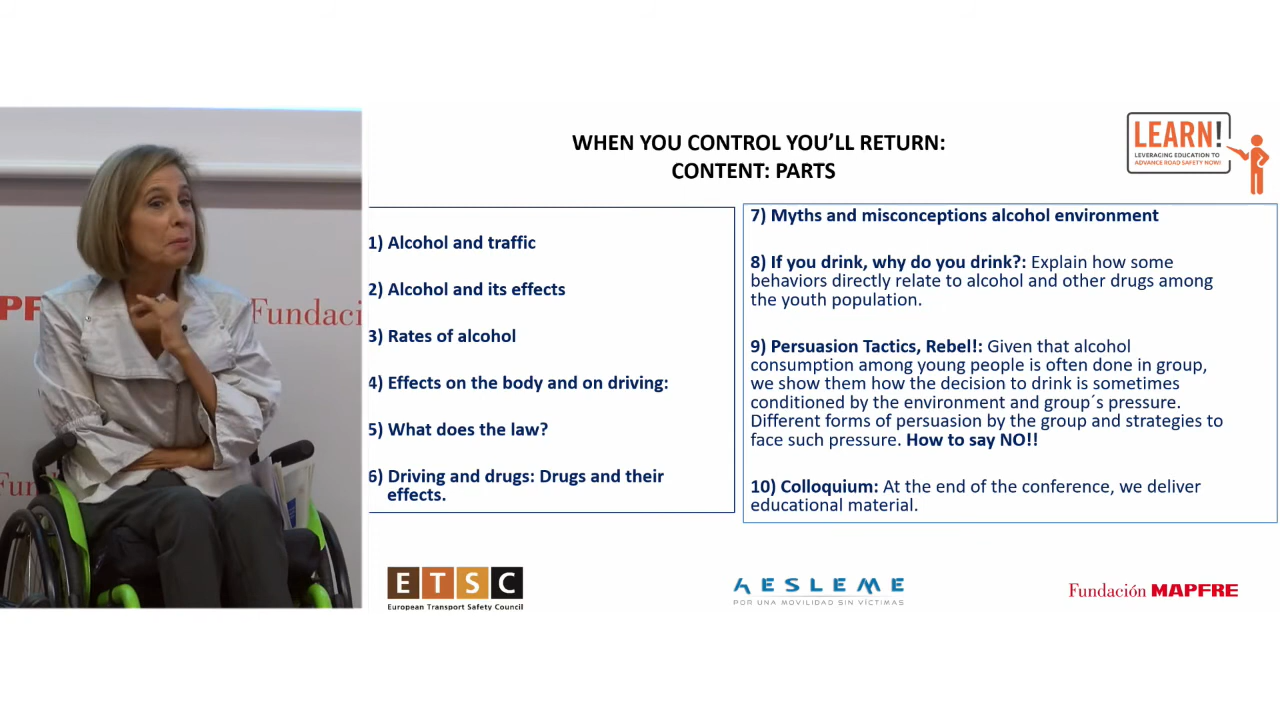 WHEN YOU CONTROL YOU’LL RETURN:
CONTENT: PARTS
LEARN!
LEVERAGING EDUCATION TO
ADVANCE ROAD SAFETY NOW!
1) Alcohol and traffic
2) Alcohol and its effects
3) Rates of alcohol
4) Effects on the body and on driving:
5) What does the law?
6) Driving and drugs: Drugs and their
effects.
7) Myths and misconceptions alcohol environment
8) If you drink, why do you drink?: Explain how some
behaviors directly relate to alcohol and other drugs among
the youth population.
9) Persuasion Tactics, Rebel!: Given that alcohol
consumption among young people is often done in group,
we show them how the decision to drink is sometimes
conditioned by the environment and group´s pressure.
Different forms of persuasion by the group and strategies to
face such pressure. How to say NO!!
10) Colloquium: At the end of the conference, we deliver
educational material.
PF
Fundaci
Fun
ETSC
European Transport Safety Council
AESLEME
POR UNA MOVILIDAD SIN VÍCTIMAS
Fundación MAPFRE